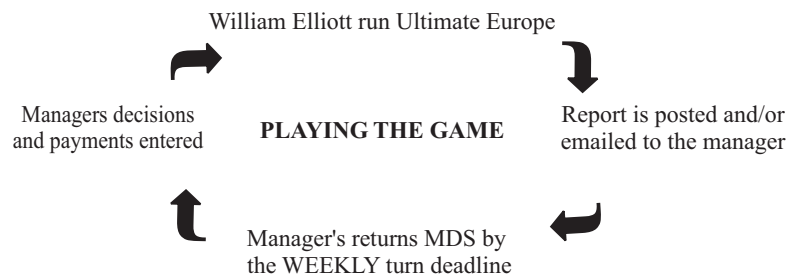 William Elliott run Ultimate Europe
Managers decisions
and payments entered
PLAYING THE GAME
Report is posted and/or
emailed to the manager
Manager's returns MDS by
the WEEKLY turn deadline